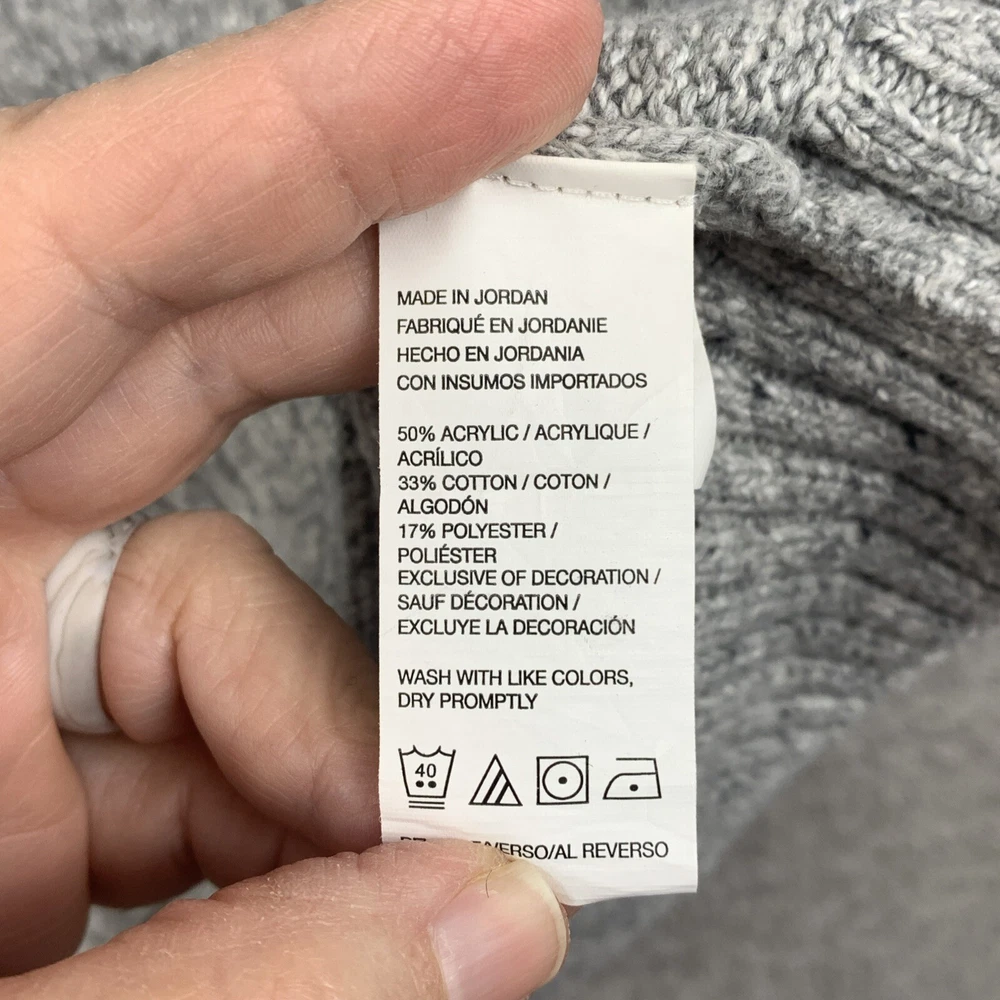 MADE IN JORDAN
FABRIQUÉ EN JORDANIE
HECHO EN JORDANIA
CON INSUMOS IMPORTADOS
50% ACRYLIC / ACRYLIQUE /
ACRÍLICO
33% COTTON / COTON /
ALGODÓN
17% POLYESTER /
POLIÉSTER
EXCLUSIVE OF DECORATION /
SAUF DÉCORATION /
EXCLUYE LA DECORACIÓN
WASH WITH LIKE COLORS,
DRY PROMPTLY
40
REVERSO